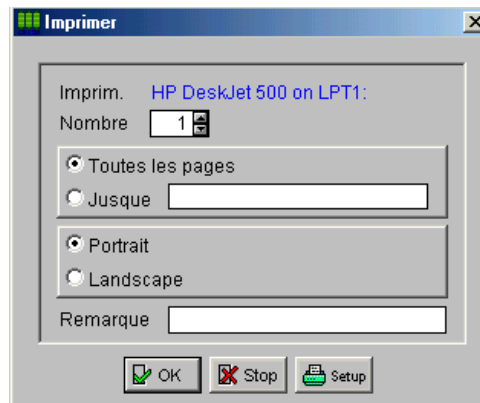 Imprimer
Imprim. HP DeskJet 500 on LPT1:
Nombre 1
Toutes les pages
Jusque
Portrait
Landscape
Remarque
OK Stop Setup